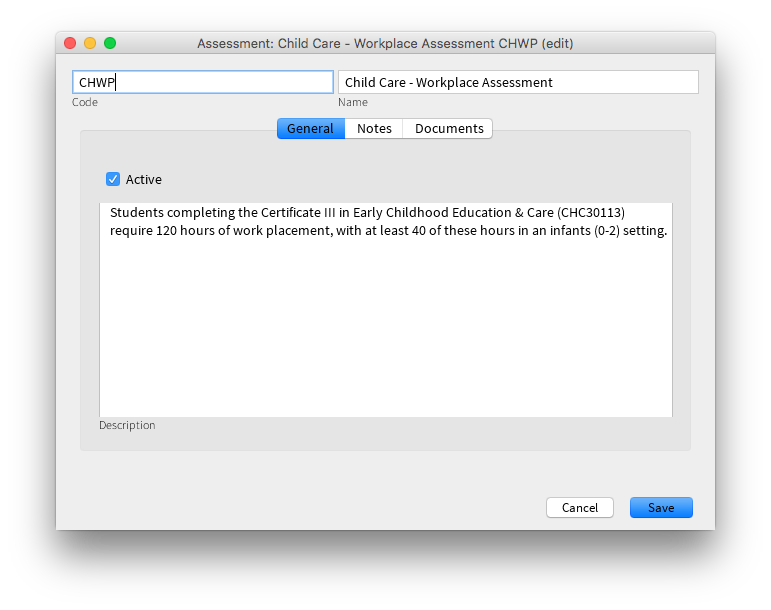 Assessment: Child Care - Workplace Assessment CHWP (edit)
CHWP
Child Care - Workplace Assessment
Code
Name
General
Notes
Documents
Active
Students completing the Certificate III in Early Childhood Education & Care (CHC30113)
require 120 hours of work placement, with at least 40 of these hours in an infants (0-2) setting.
Description
Cancel
Save